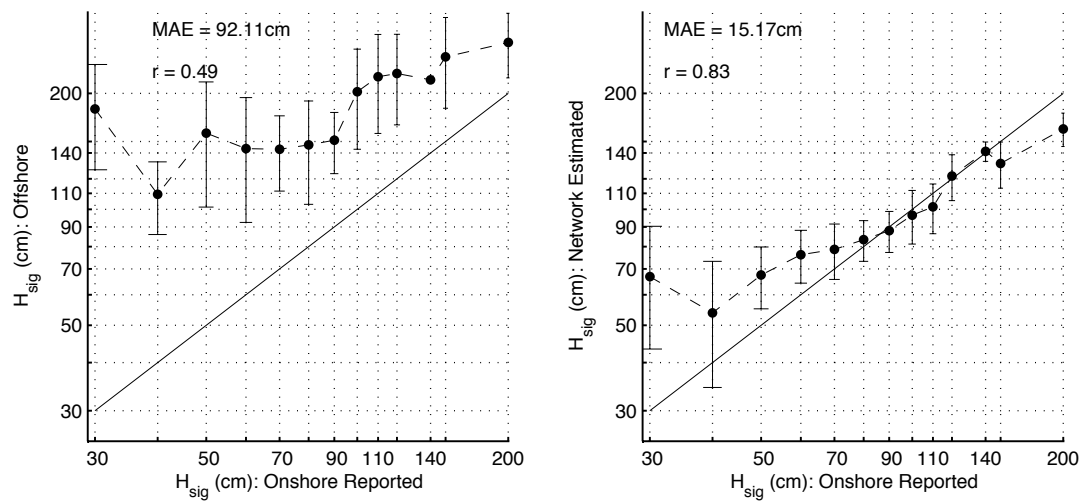 MAE = 92.11cm
r = 0.49
200
140
110
90
70
50
30
H_sig (cm): Offshore
30 50 70 90 110 140 200
H_sig (cm): Onshore Reported
MAE = 15.17cm
r = 0.83
200
140
110
90
70
50
30
H_sig (cm): Network Estimated
30 50 70 90 110 140 200
H_sig (cm): Onshore Reported